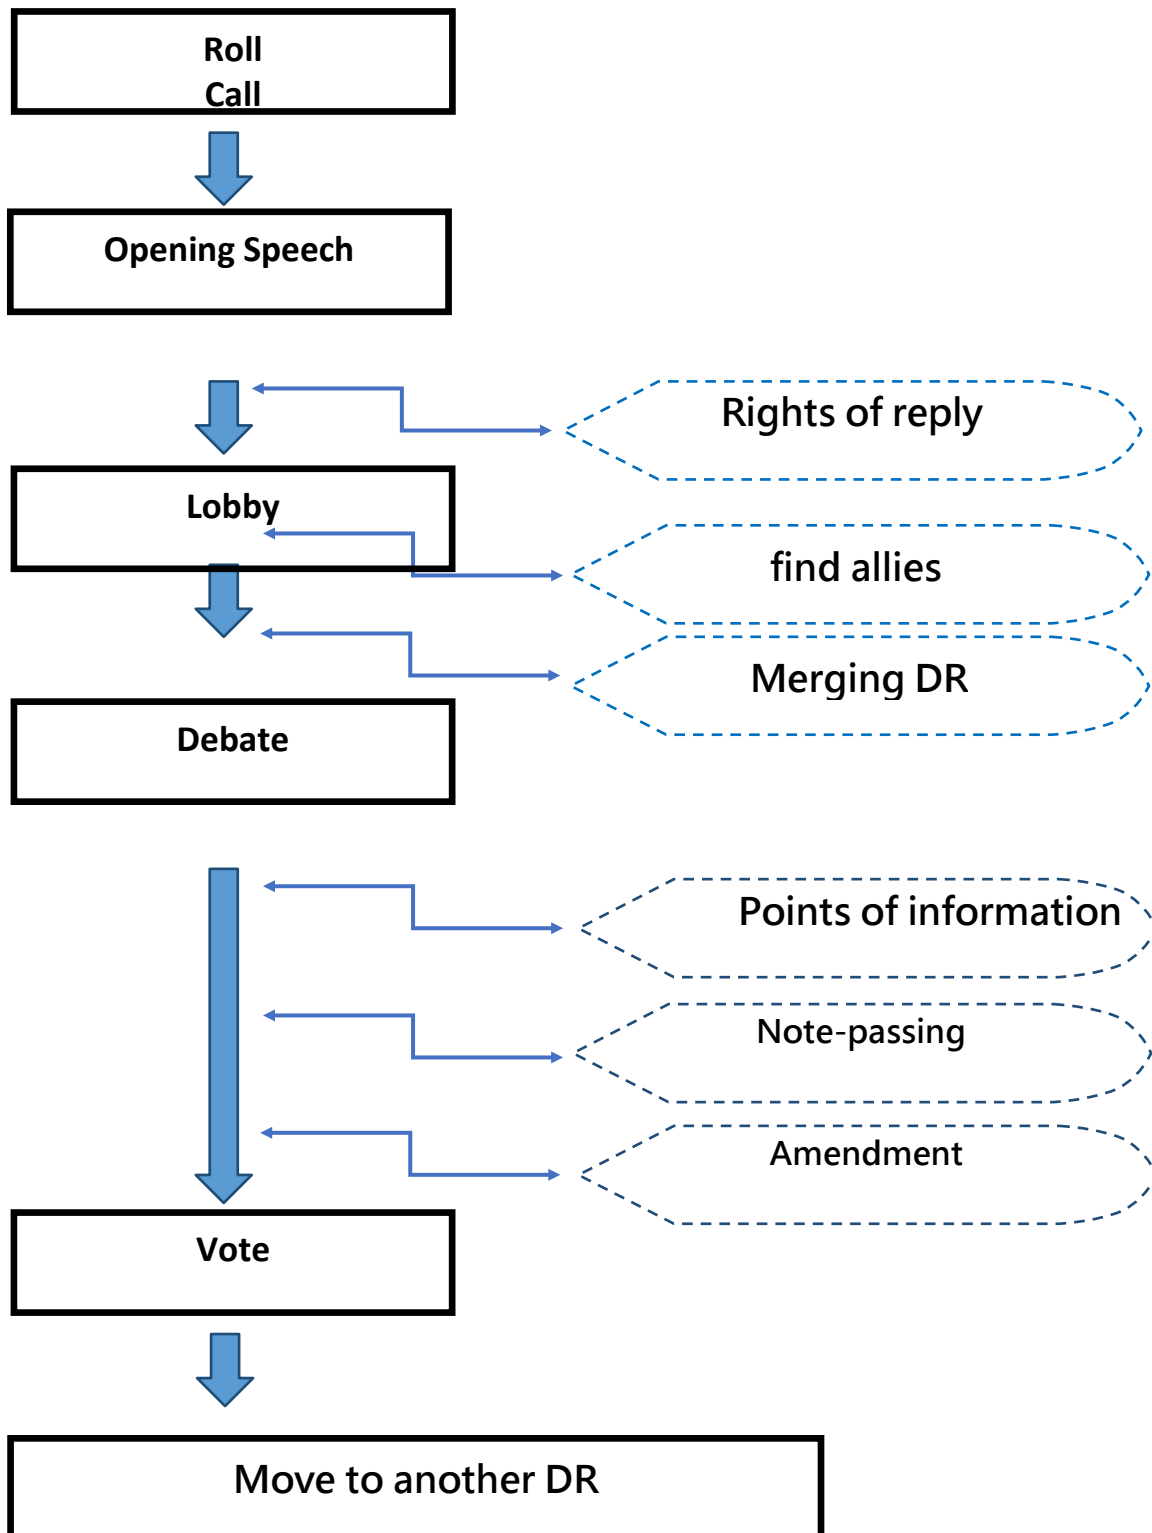 Roll
Call
Opening Speech
Rights of reply
Lobby
find allies
Merging DR
Debate
Points of information
Note-passing
Amendment
Vote
Move to another DR